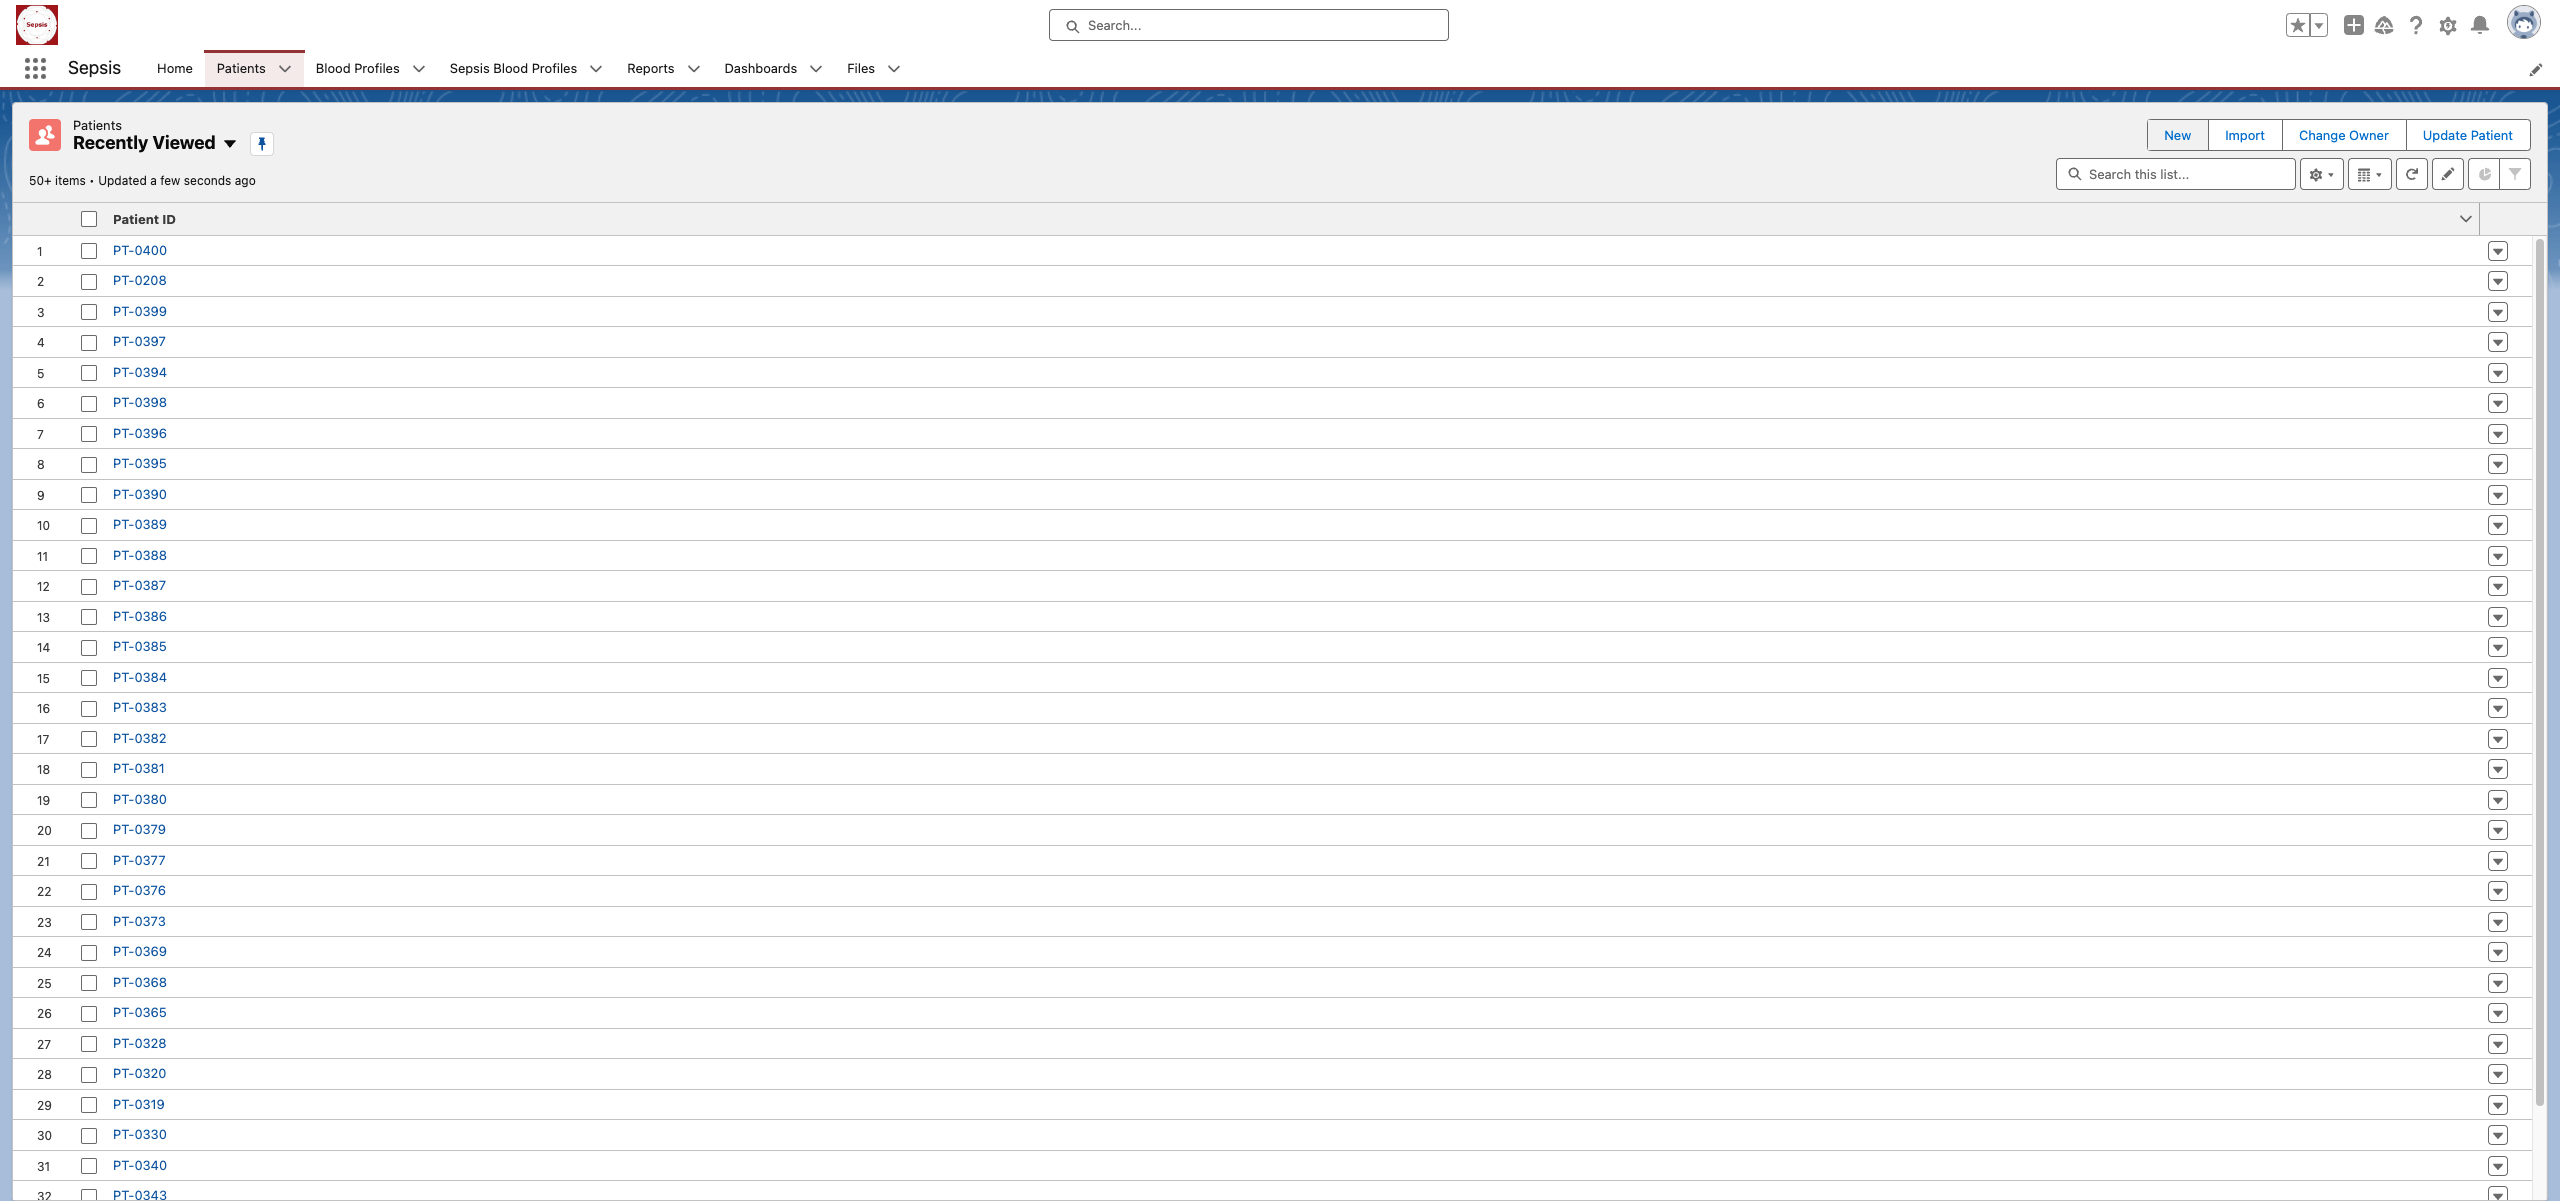 Sepsis
Search...
Sepsis
Home
Patients
Blood Profiles
Sepsis Blood Profiles
Reports
Dashboards
Files
Patients
Recently Viewed
New
Import
Change Owner
Update Patient
50+ items • Updated a few seconds ago
Search this list...
Patient ID
1 PT-0400
2 PT-0208
3 PT-0399
4 PT-0397
5 PT-0394
6 PT-0398
7 PT-0396
8 PT-0395
9 PT-0390
10 PT-0389
11 PT-0388
12 PT-0387
13 PT-0386
14 PT-0385
15 PT-0384
16 PT-0383
17 PT-0382
18 PT-0381
19 PT-0380
20 PT-0379
21 PT-0377
22 PT-0376
23 PT-0373
24 PT-0369
25 PT-0368
26 PT-0365
27 PT-0328
28 PT-0320
29 PT-0319
30 PT-0330
31 PT-0340
32 PT-0343